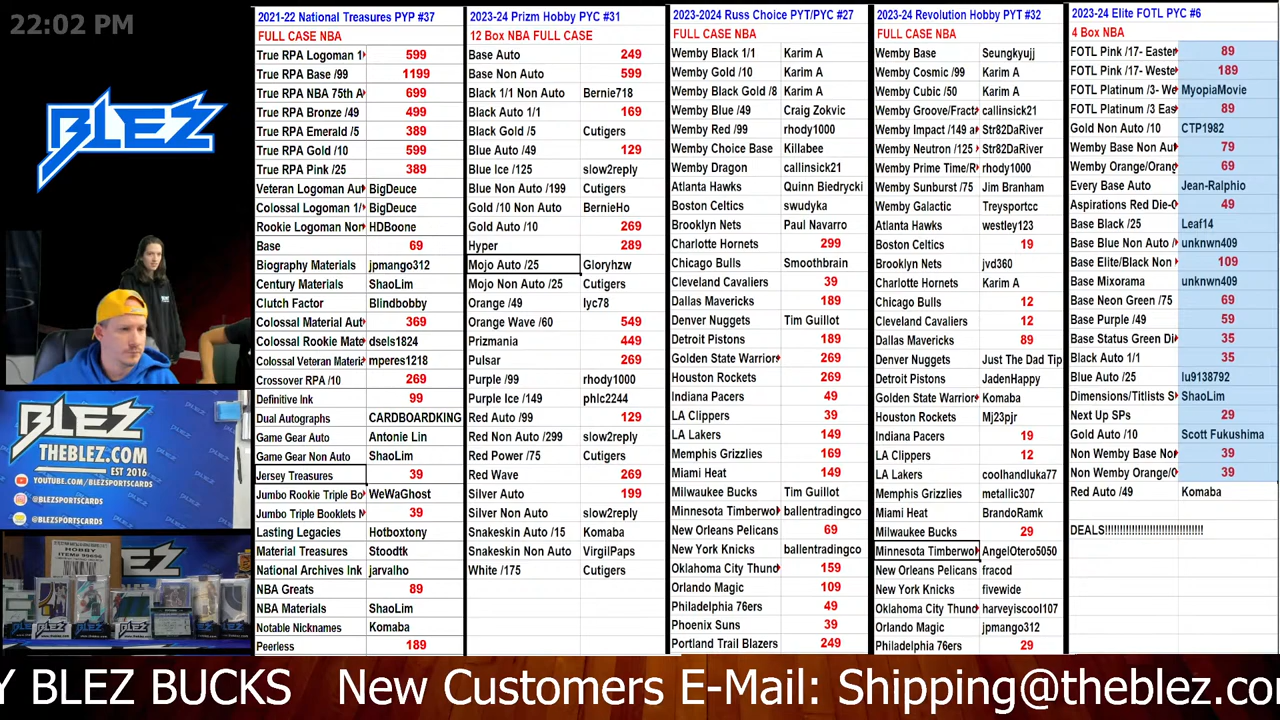 22:02 PM
BLEZ
BLEZ
THEBLEZ.COM
EST 2016
YOUTUBE.COM/BLEZSPORTSCARDS
@BLEZSPORTSCARDS
@BLEZSPORTSCARDS
HOBBY
BLEZ
2021-22 National Treasures PYP #37
FULL CASE NBA
True RPA Logoman 1 599
True RPA Base /99 1199
True RPA NBA 75th A 699
True RPA Bronze /49 499
True RPA Emerald /5 389
True RPA Gold /10 599
True RPA Pink /25 389
Veteran Logoman Au BigDeuce
Colossal Logoman 1/ BigDeuce
Rookie Logoman Non HDBoone
Base 69
Biography Materials jpmango312
Century Materials ShaoLim
Clutch Factor Blindbobby
Colossal Material Aut 369
Colossal Rookie Mate dsels1824
Colossal Veteran Materi mperes1218
Crossover RPA /10 269
Definitive Ink 99
Dual Autographs CARDBOARDKING
Game Gear Auto Antonie Lin
Game Gear Non Auto ShaoLim
Jersey Treasures 39
Jumbo Rookie Triple Bo WeWaGhost
Jumbo Triple Booklets N 39
Lasting Legacies Hotboxtony
Material Treasures Stoodtk
National Archives Ink jarvalho
NBA Greats 89
NBA Materials ShaoLim
Notable Nicknames Komaba
Peerless 189
2023-24 Prizm Hobby PYC #31
12 Box NBA FULL CASE
Base Auto 249
Base Non Auto 599
Black 1/1 Non Auto Bernie718
Black Auto 1/1 169
Black Gold /5 Cutigers
Blue Auto /49 129
Blue Ice /125 slow2reply
Blue Non Auto /199 Cutigers
Gold /10 Non Auto BernieHo
Gold Auto /10 269
Hyper 289
Mojo Auto /25 Gloryhzw
Mojo Non Auto /25 Cutigers
Orange /49 lyc78
Orange Wave /60 549
Prizmania 449
Pulsar 269
Purple /99 rhody1000
Purple Ice /149 phlc2244
Red Auto /99 129
Red Non Auto /299 slow2reply
Red Power /75 Cutigers
Red Wave 269
Silver Auto 199
Silver Non Auto slow2reply
Snakeskin Auto /15 Komaba
Snakeskin Non Auto VirgilPaps
White /175 Cutigers
2023-2024 Russ Choice PYT/PYC #27
FULL CASE NBA
Wemby Black 1/1 Karim A
Wemby Gold /10 Karim A
Wemby Black Gold /8 Karim A
Wemby Blue /49 Craig Zokvic
Wemby Red /99 rhody1000
Wemby Choice Base Killabee
Wemby Dragon callinsick21
Atlanta Hawks Quinn Biedrycki
Boston Celtics swudyka
Brooklyn Nets Paul Navarro
Charlotte Hornets 299
Chicago Bulls Smoothbrain
Cleveland Cavaliers 39
Dallas Mavericks 189
Denver Nuggets Tim Guillot
Detroit Pistons 189
Golden State Warrior 269
Houston Rockets 269
Indiana Pacers 49
LA Clippers 39
LA Lakers 149
Memphis Grizzlies 169
Miami Heat 149
Milwaukee Bucks Tim Guillot
Minnesota Timberwo ballentradingco
New Orleans Pelicans 69
New York Knicks ballentradingco
Oklahoma City Thund 159
Orlando Magic 109
Philadelphia 76ers 49
Phoenix Suns 39
Portland Trail Blazers 249
2023-24 Revolution Hobby PYT #32
FULL CASE NBA
Wemby Base Seungkyujj
Wemby Cosmic /99 Karim A
Wemby Cubic /50 Karim A
Wemby Groove/Fract callinsick21
Wemby Impact /149 a Str82DaRiver
Wemby Neutron /125 Str82DaRiver
Wemby Prime Time/R rhody1000
Wemby Sunburst /75 Jim Branham
Wemby Galactic Treysportcc
Atlanta Hawks westley123
Boston Celtics 19
Brooklyn Nets jvd360
Charlotte Hornets Karim A
Chicago Bulls 12
Cleveland Cavaliers 12
Dallas Mavericks 89
Denver Nuggets Just The Dad Tip
Detroit Pistons JadenHappy
Golden State Warrior Komaba
Houston Rockets Mj23pjr
Indiana Pacers 19
LA Clippers 12
LA Lakers coolhandluka77
Memphis Grizzlies metallic307
Miami Heat BrandoRamk
Milwaukee Bucks 29
Minnesota Timberwo AngelOtero5050
New Orleans Pelicans fracod
New York Knicks fivewide
Oklahoma City Thund harveyiscool107
Orlando Magic jpmango312
Philadelphia 76ers 29
2023-24 Elite FOTL PYC #6
4 Box NBA
FOTL Pink /17- Easter 89
FOTL Pink /17- Weste 189
FOTL Platinum /3- We MyopiaMovie
FOTL Platinum /3 Eas 89
Gold Non Auto /10 CTP1982
Wemby Base Non Au 79
Wemby Orange/Orang 69
Every Base Auto Jean-Ralphio
Aspirations Red Die-C 49
Base Black /25 Leaf14
Base Blue Non Auto / unknwn409
Base Elite/Black Non 109
Base Mixorama unknwn409
Base Neon Green /75 69
Base Purple /49 59
Base Status Green Di 35
Black Auto 1/1 35
Blue Auto /25 lu9138792
Dimensions/Titlists S ShaoLim
Next Up SPs 29
Gold Auto /10 Scott Fukushima
Non Wemby Base No 39
Non Wemby Orange/O 39
Red Auto /49 Komaba
DEALS!!!!!!!!!!!!!!!!!!!!!!!!!!!!!!!!!
Y BLEZ BUCKS New Customers E-Mail: Shipping@theblez.co